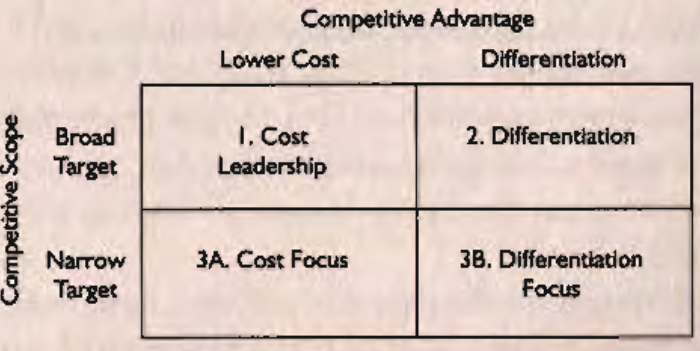 Competitive Advantage
Lower Cost Differentiation
Competitive Scope
Broad
Target
1. Cost
Leadership
2. Differentiation
Narrow
Target
3A. Cost Focus
3B. Differentiation
Focus